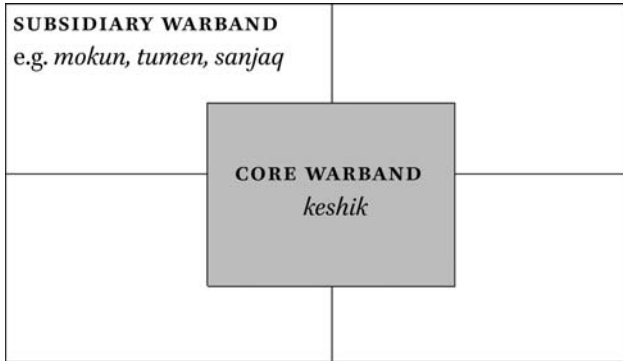 SUBSIDIARY WARBAND
e.g. mokun, tumen, sanjaq
CORE WARBAND
keshik